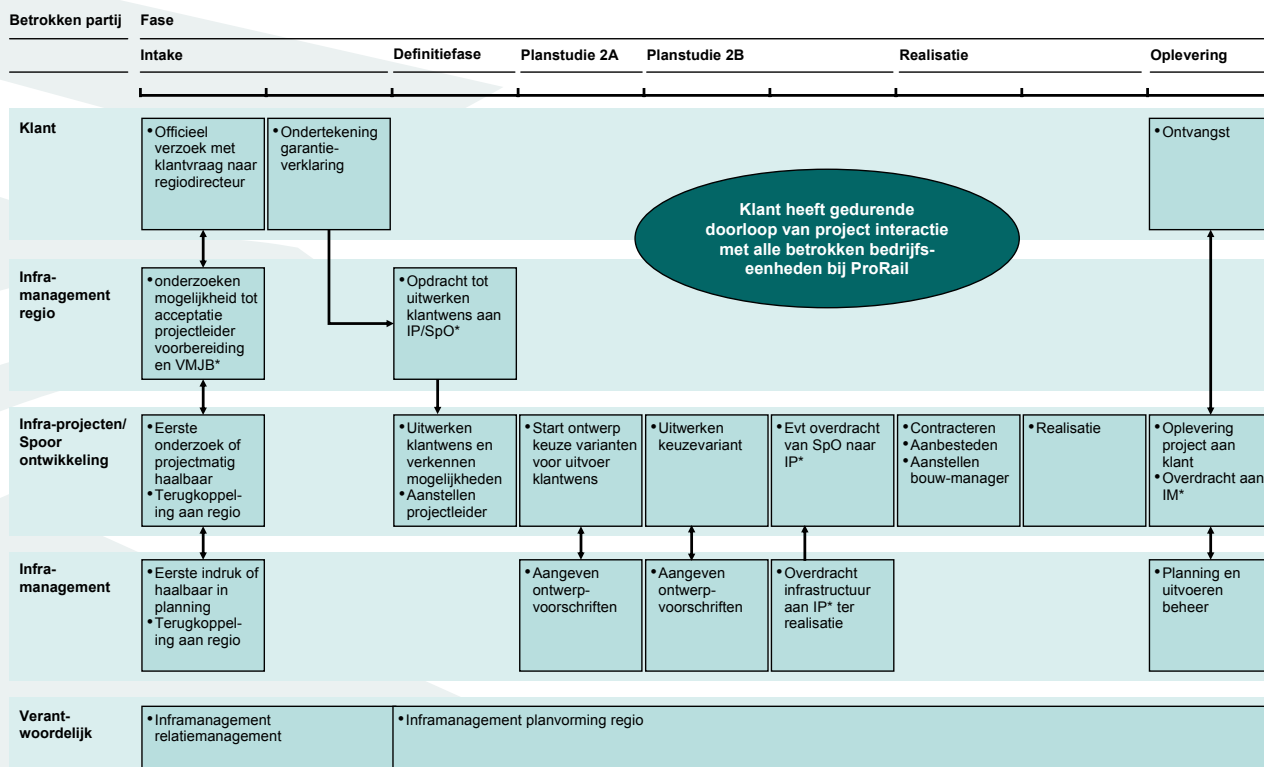 Betrokken partij
Fase
Intake
Definitiefase
Planstudie 2A
Planstudie 2B
Realisatie
Oplevering
Klant
• Officieel
verzoek met
klantvraag naar
regiodirecteur
• Ondertekening
garantie-
verklaring
Klant heeft gedurende
doorloop van project interactie
met alle betrokken bedrijfs-
eenheden bij ProRail
• Ontvangst
Infra-
management
regio
• onderzoeken
mogelijkheid tot
acceptatie
projectleider
voorbereiding
en VMJB*
• Opdracht tot
uitwerken
klantwens aan
IP/SpO*
Infra-projecten/
Spoor
ontwikkeling
• Eerste
onderzoek of
projectmatig
haalbaar
• Terugkoppel-
ing aan regio
• Uitwerken
klantwens en
verkennen
mogelijkheden
• Aanstellen
projectleider
• Start ontwerp
keuze varianten
voor uitvoer
klantwens
• Uitwerken
keuzevariant
• Evt overdracht
van SpO naar
IP*
• Contracteren
• Aanbesteden
• Aanstellen
bouw-manager
• Realisatie
• Oplevering
project aan
klant
• Overdracht aan
IM*
Infra-
management
• Eerste indruk of
haalbaar in
planning
• Terugkoppel-
ing aan regio
• Aangeven
ontwerp-
voorschriften
• Aangeven
ontwerp-
voorschriften
• Overdracht
infrastructuur
aan IP* ter
realisatie
• Planning en
uitvoeren
beheer
Verant-
woordelijk
• Inframanagement
relatiemanagement
• Inframanagement planvorming regio